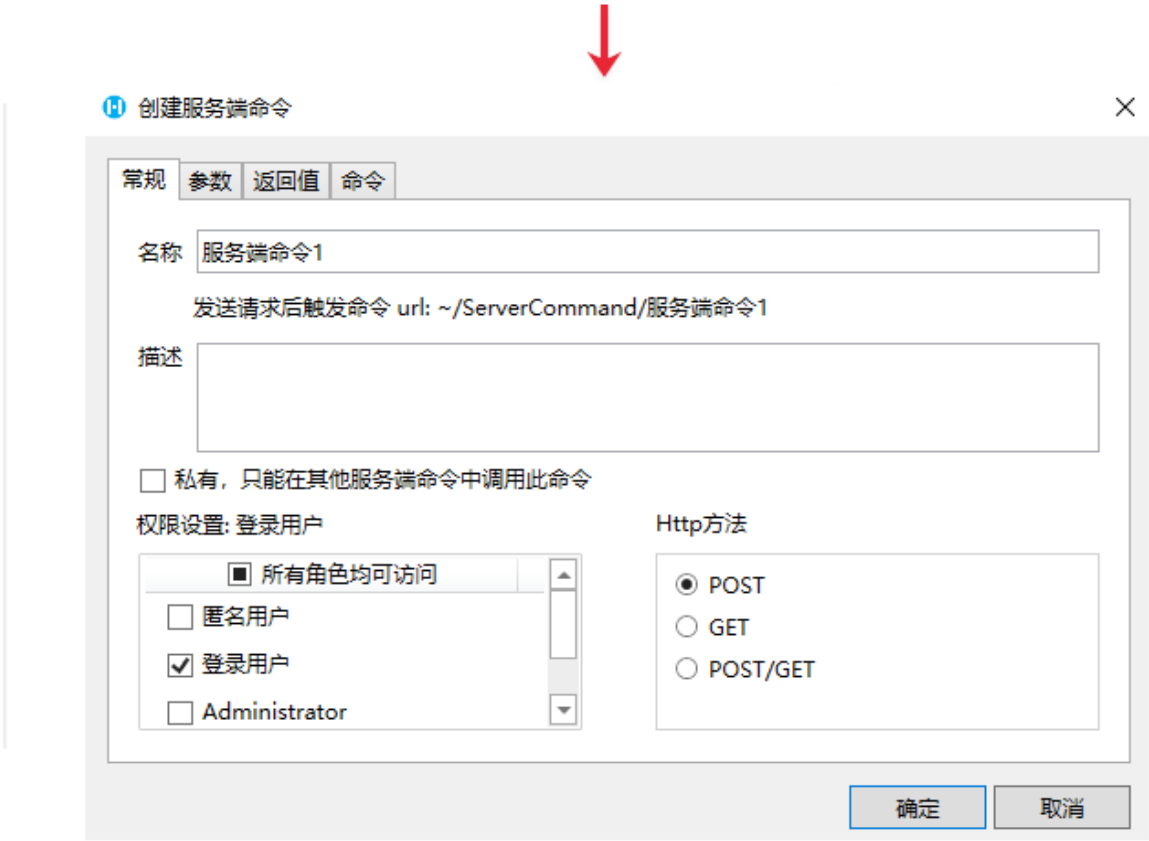 创建服务端命令
常规 参数 返回值 命令
名称 服务端命令1
发送请求后触发命令 url: ~/ServerCommand/服务端命令1
描述
私有，只能在其他服务端命令中调用此命令
权限设置: 登录用户
Http方法
所有角色均可访问
匿名用户
登录用户
Administrator
POST
GET
POST/GET
确定 取消